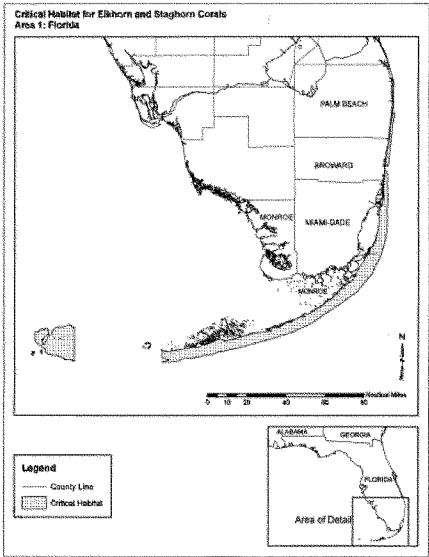 Critical Habitat for Elkhorn and Staghorn Corals
Area 1: Florida
PALM BEACH
BROWARD
MONROE
MIAMI-DADE
MONROE
N
Nautical Miles
0 10 20 40 60 80
Legend
County Line
Critical Habitat
ALABAMA
GEORGIA
FLORIDA
Area of Detail